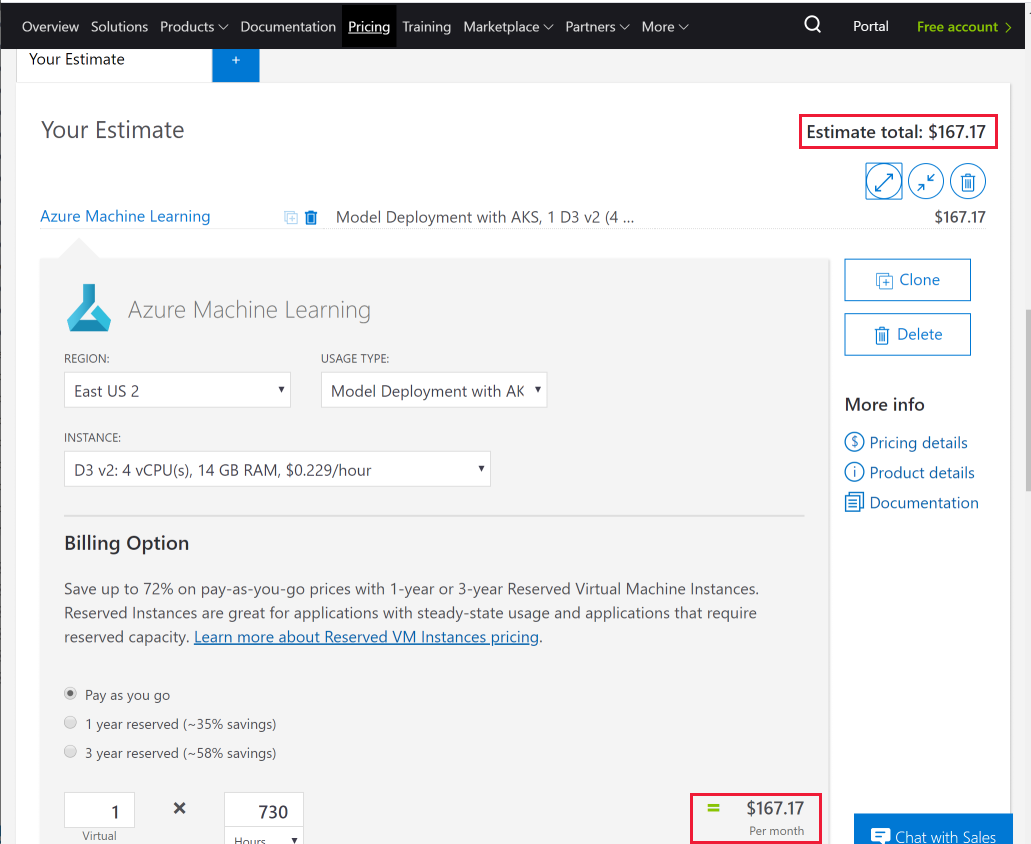 Overview Solutions Products Documentation Pricing Training Marketplace Partners More Portal Free account
Your Estimate +
Your Estimate
Estimate total: $167.17
Azure Machine Learning Model Deployment with AKS, 1 D3 v2 (4 ... $167.17
Azure Machine Learning
Clone
Delete
REGION: USAGE TYPE:
East US 2 Model Deployment with AK
INSTANCE:
D3 v2: 4 vCPU(s), 14 GB RAM, $0.229/hour
More info
Pricing details
Product details
Documentation
Billing Option
Save up to 72% on pay-as-you-go prices with 1-year or 3-year Reserved Virtual Machine Instances.
Reserved Instances are great for applications with steady-state usage and applications that require
reserved capacity. Learn more about Reserved VM Instances pricing.
Pay as you go
1 year reserved (~35% savings)
3 year reserved (~58% savings)
1 × 730 = $167.17
Virtual Hours Per month
Chat with Sales